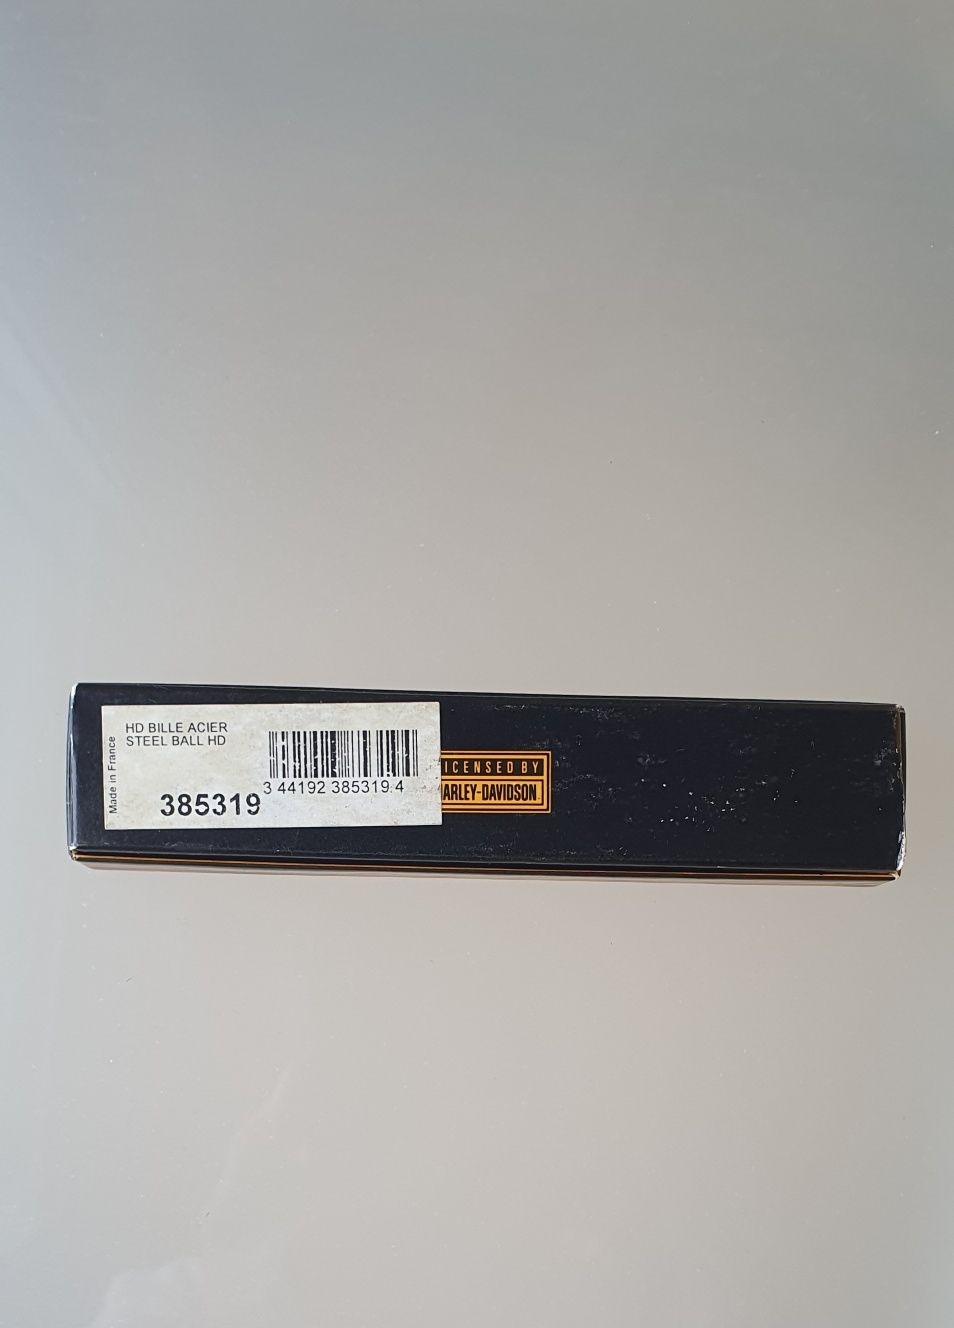 HD BILLE ACIER
STEEL BALL HD
Made in France
385319
3 44192 385319 4
ICENSED BY
ARLEY-DAVIDSON